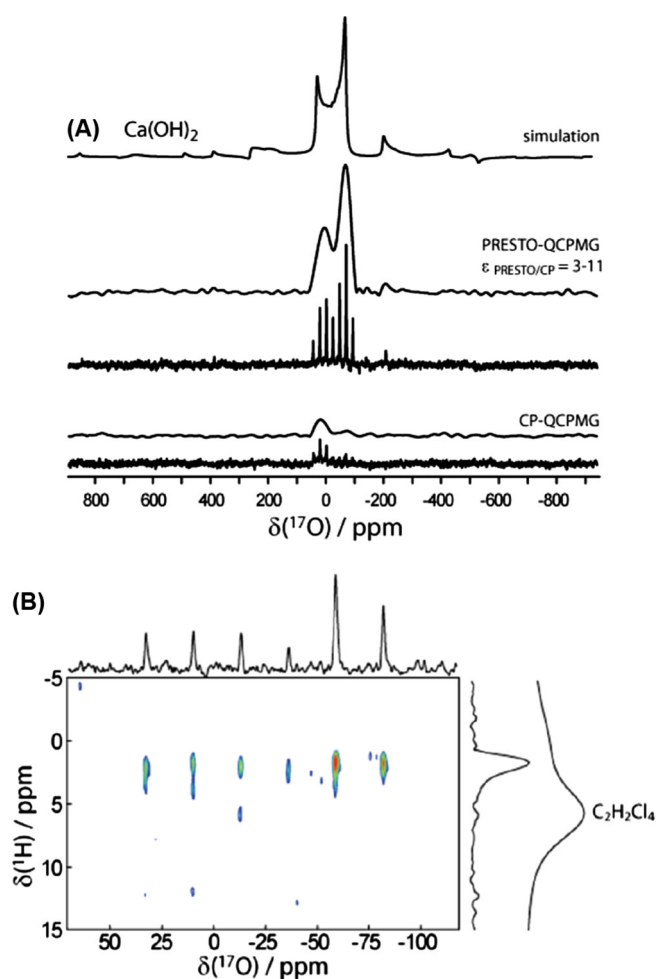 (A) Ca(OH)₂
simulation
PRESTO-QCPMG
ε PRESTO/CP = 3-11
CP-QCPMG
800 600 400 200 0 -200 -400 -600 -800
δ(¹⁷O) / ppm
(B)
-5
0
5
10
15
δ(¹H) / ppm
C₂H₂Cl₄
50 25 0 -25 -50 -75 -100
δ(¹⁷O) / ppm